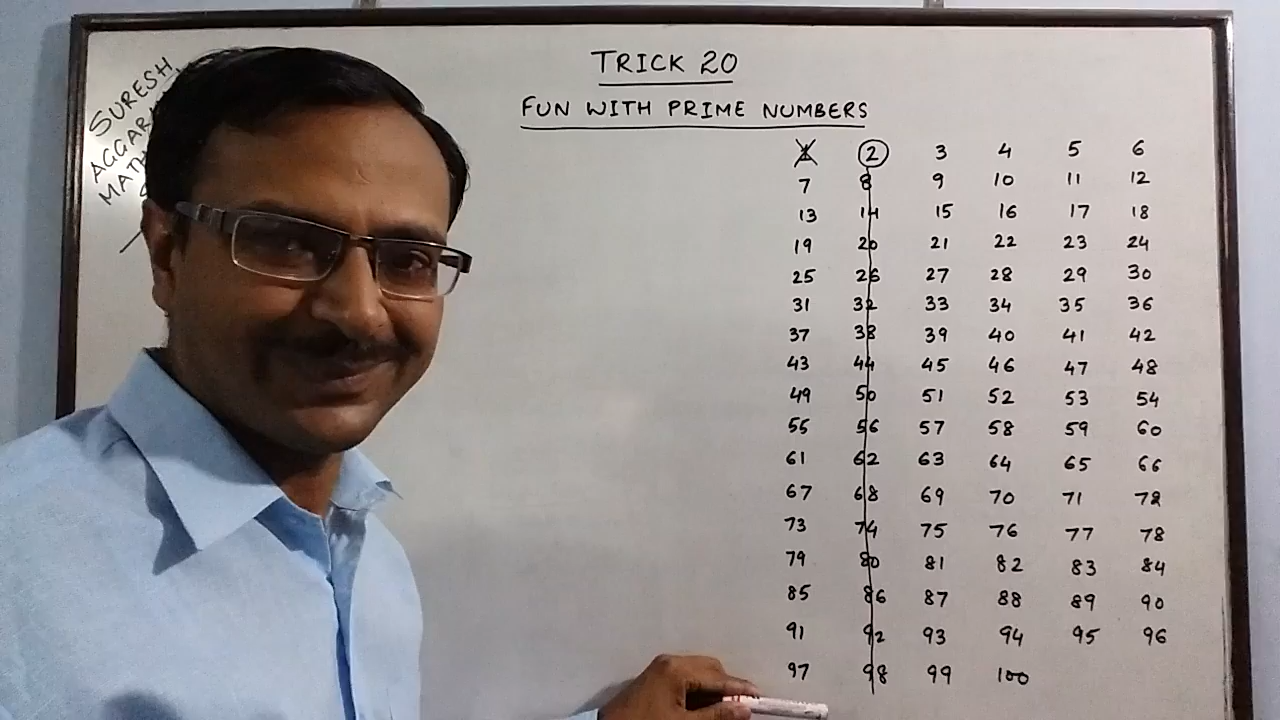 TRICK 20
FUN WITH PRIME NUMBERS
SURESH
1 2 3 4 5 6
7 8 9 10 11 12
13 14 15 16 17 18
19 20 21 22 23 24
25 26 27 28 29 30
31 32 33 34 35 36
37 38 39 40 41 42
43 44 45 46 47 48
49 50 51 52 53 54
55 56 57 58 59 60
61 62 63 64 65 66
67 68 69 70 71 72
73 74 75 76 77 78
79 80 81 82 83 84
85 86 87 88 89 90
91 92 93 94 95 96
97 98 99 100